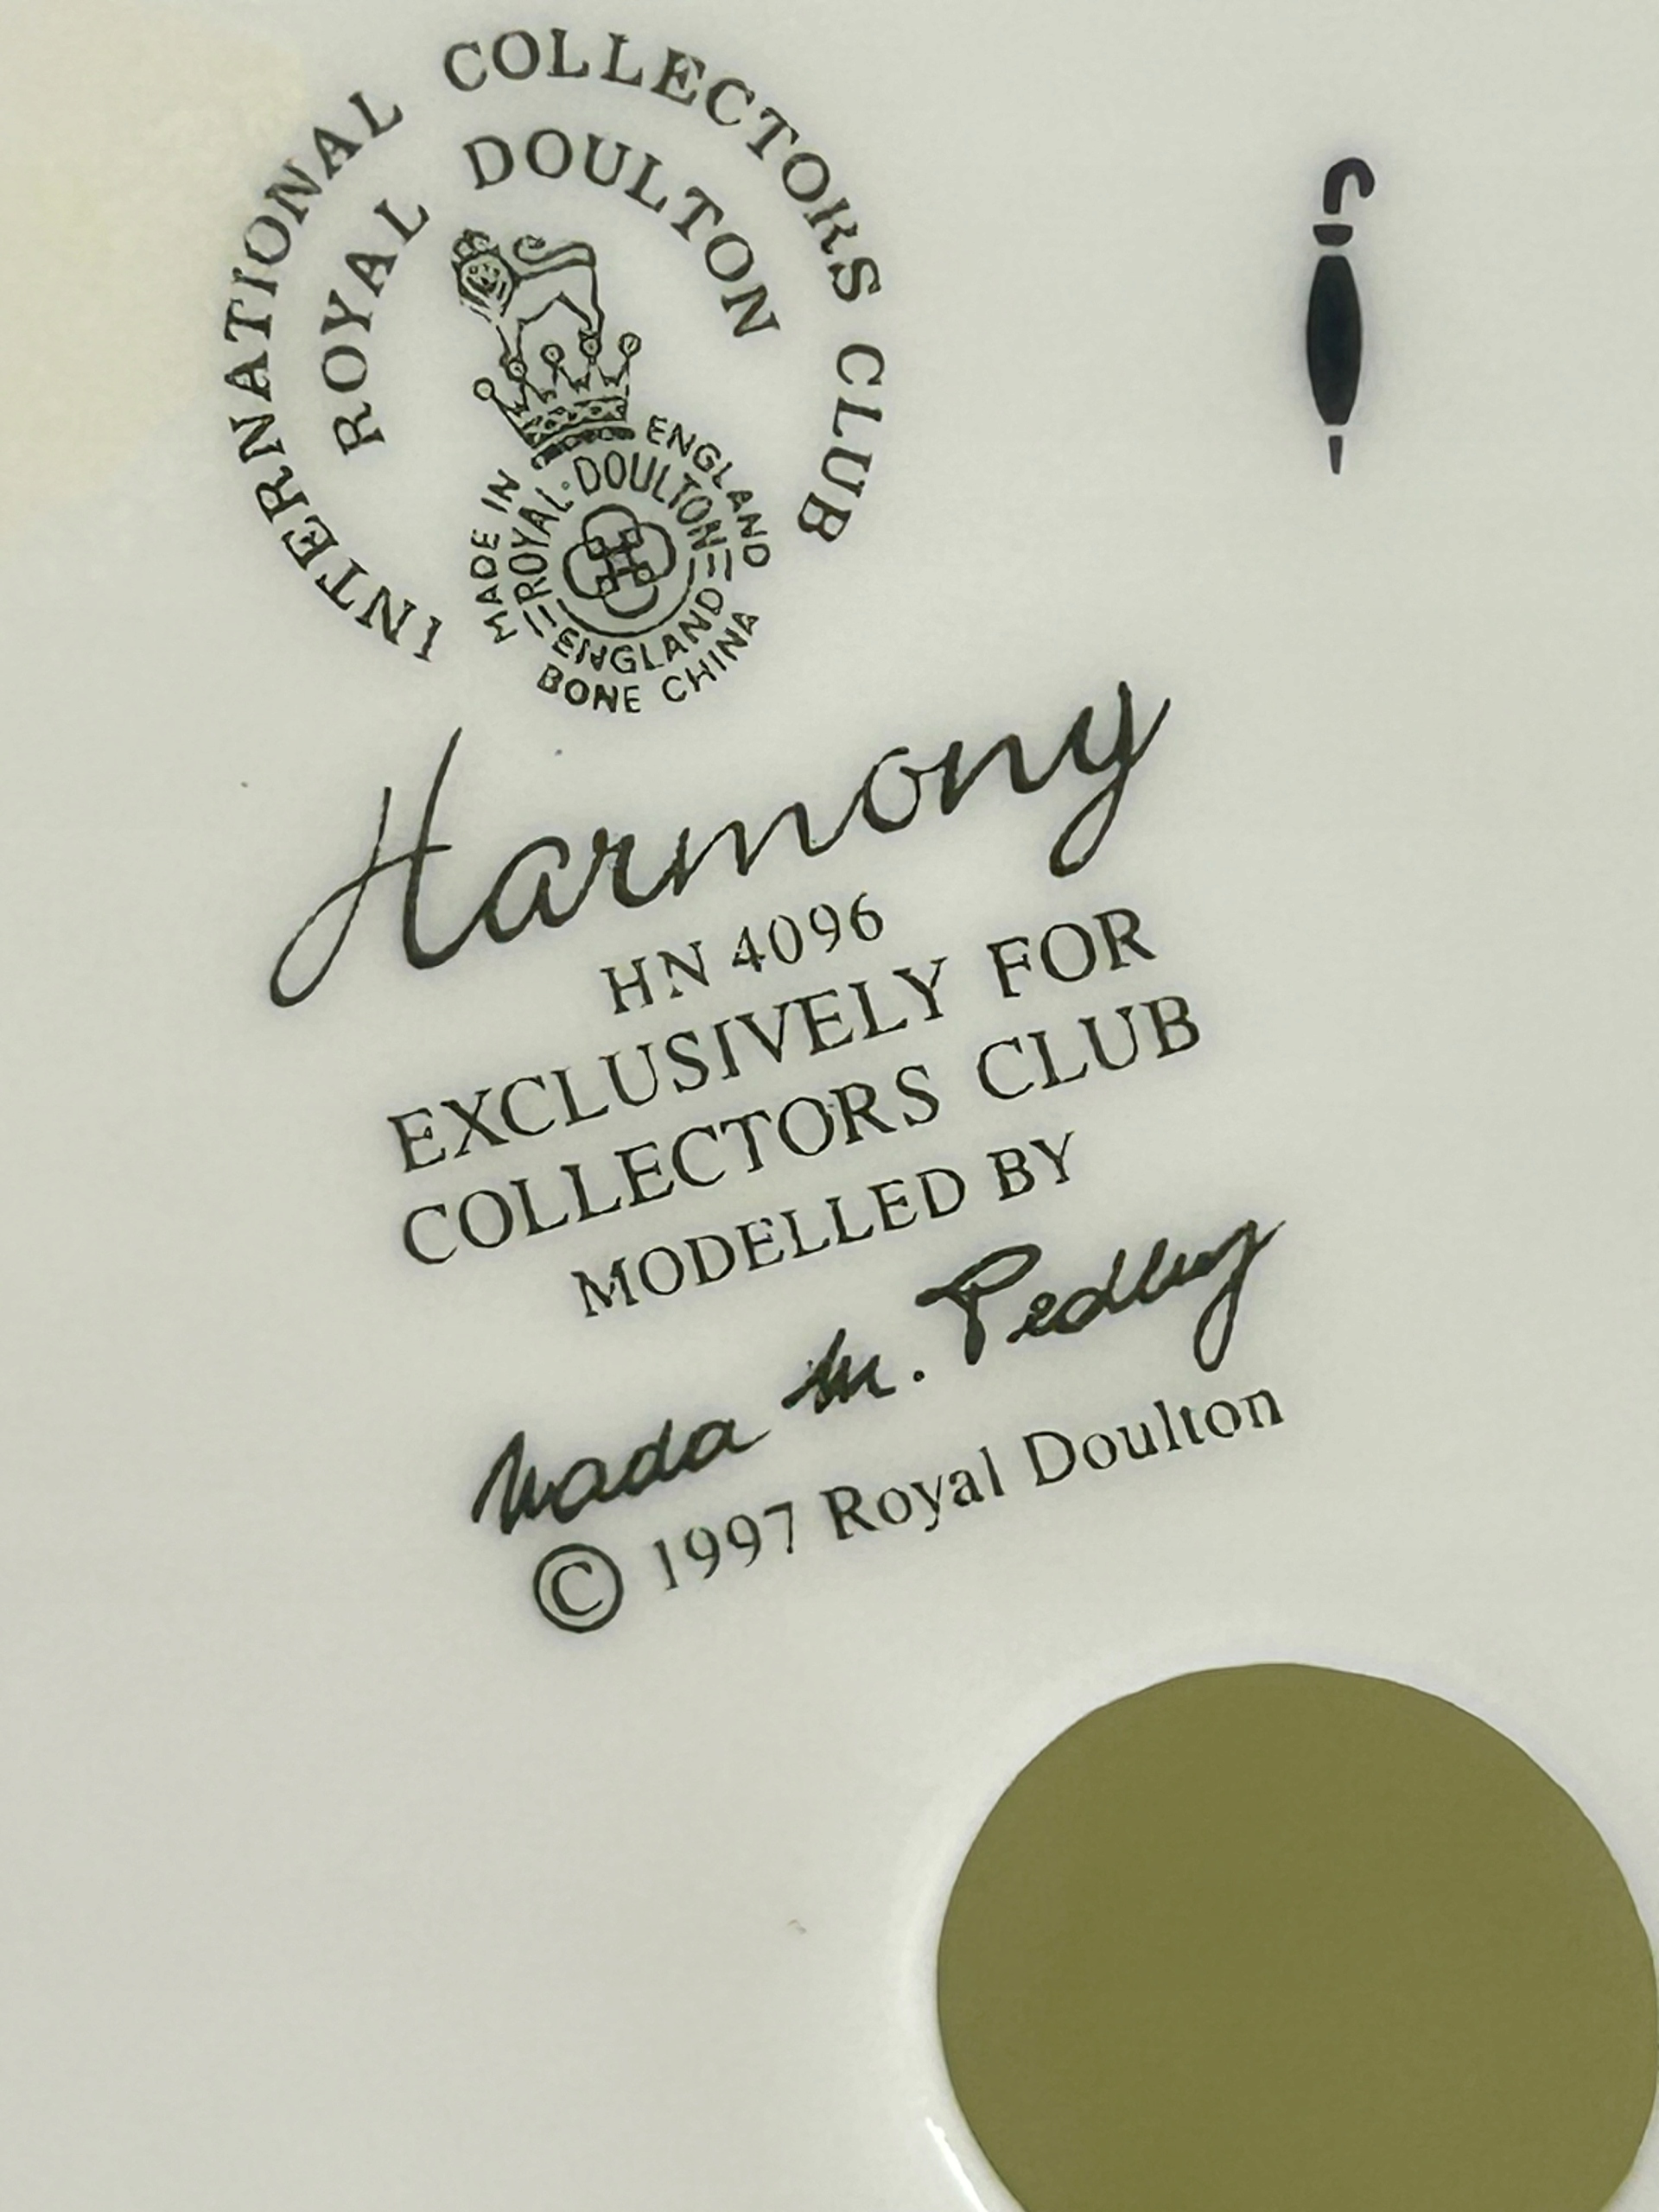 INTERNATIONAL COLLECTORS CLUB
ROYAL DOULTON
MADE IN ENGLAND
ROYAL·DOULTON
ENGLAND
BONE CHINA
Harmony
HN 4096
EXCLUSIVELY FOR
COLLECTORS CLUB
MODELLED BY
Nada M. Pedley
© 1997 Royal Doulton